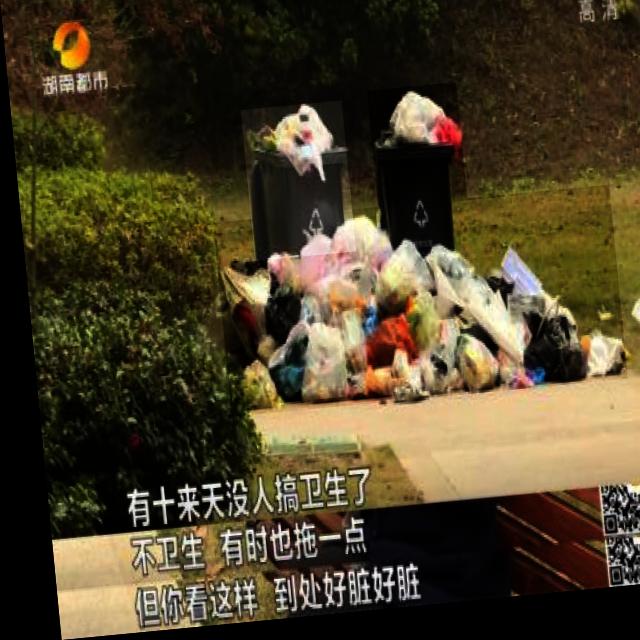 高清
湖南都市
有十来天没人搞卫生了
不卫生 有时也拖一点
但你看这样 到处好脏好脏